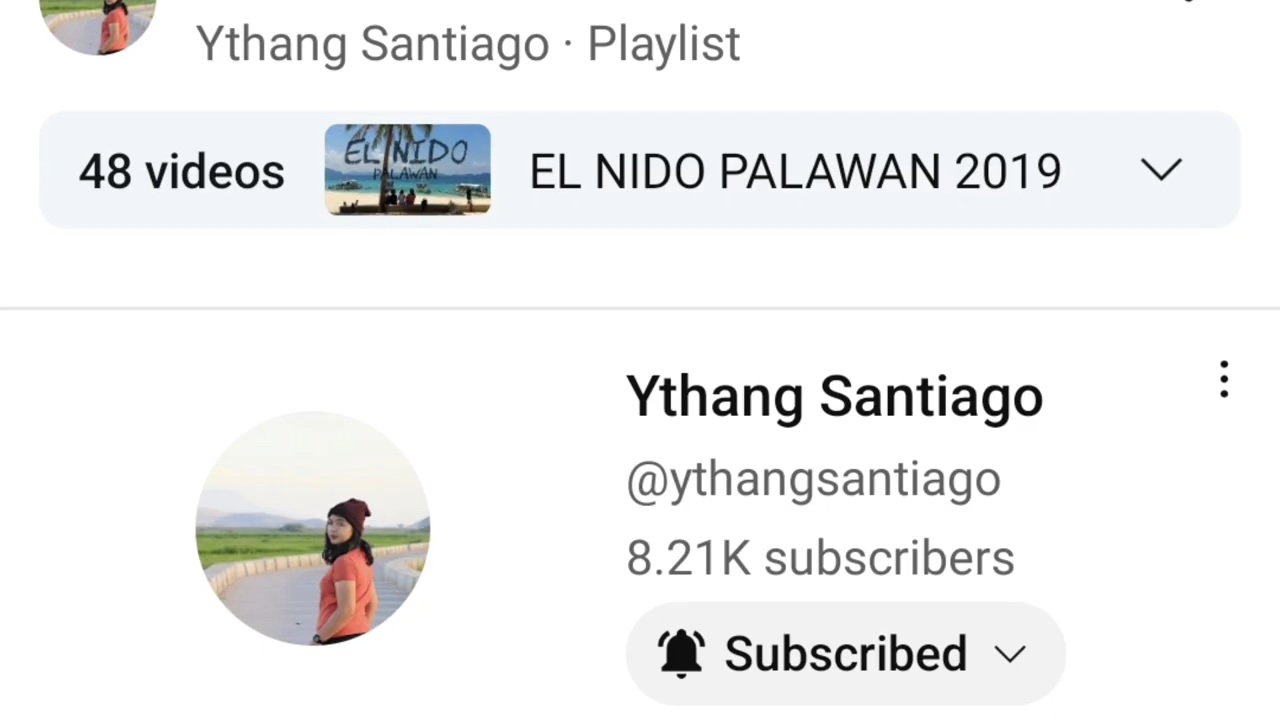 Ythang Santiago · Playlist
48 videos
EL NIDO
PALAWAN
EL NIDO PALAWAN 2019
Ythang Santiago
@ythangsantiago
8.21K subscribers
Subscribed